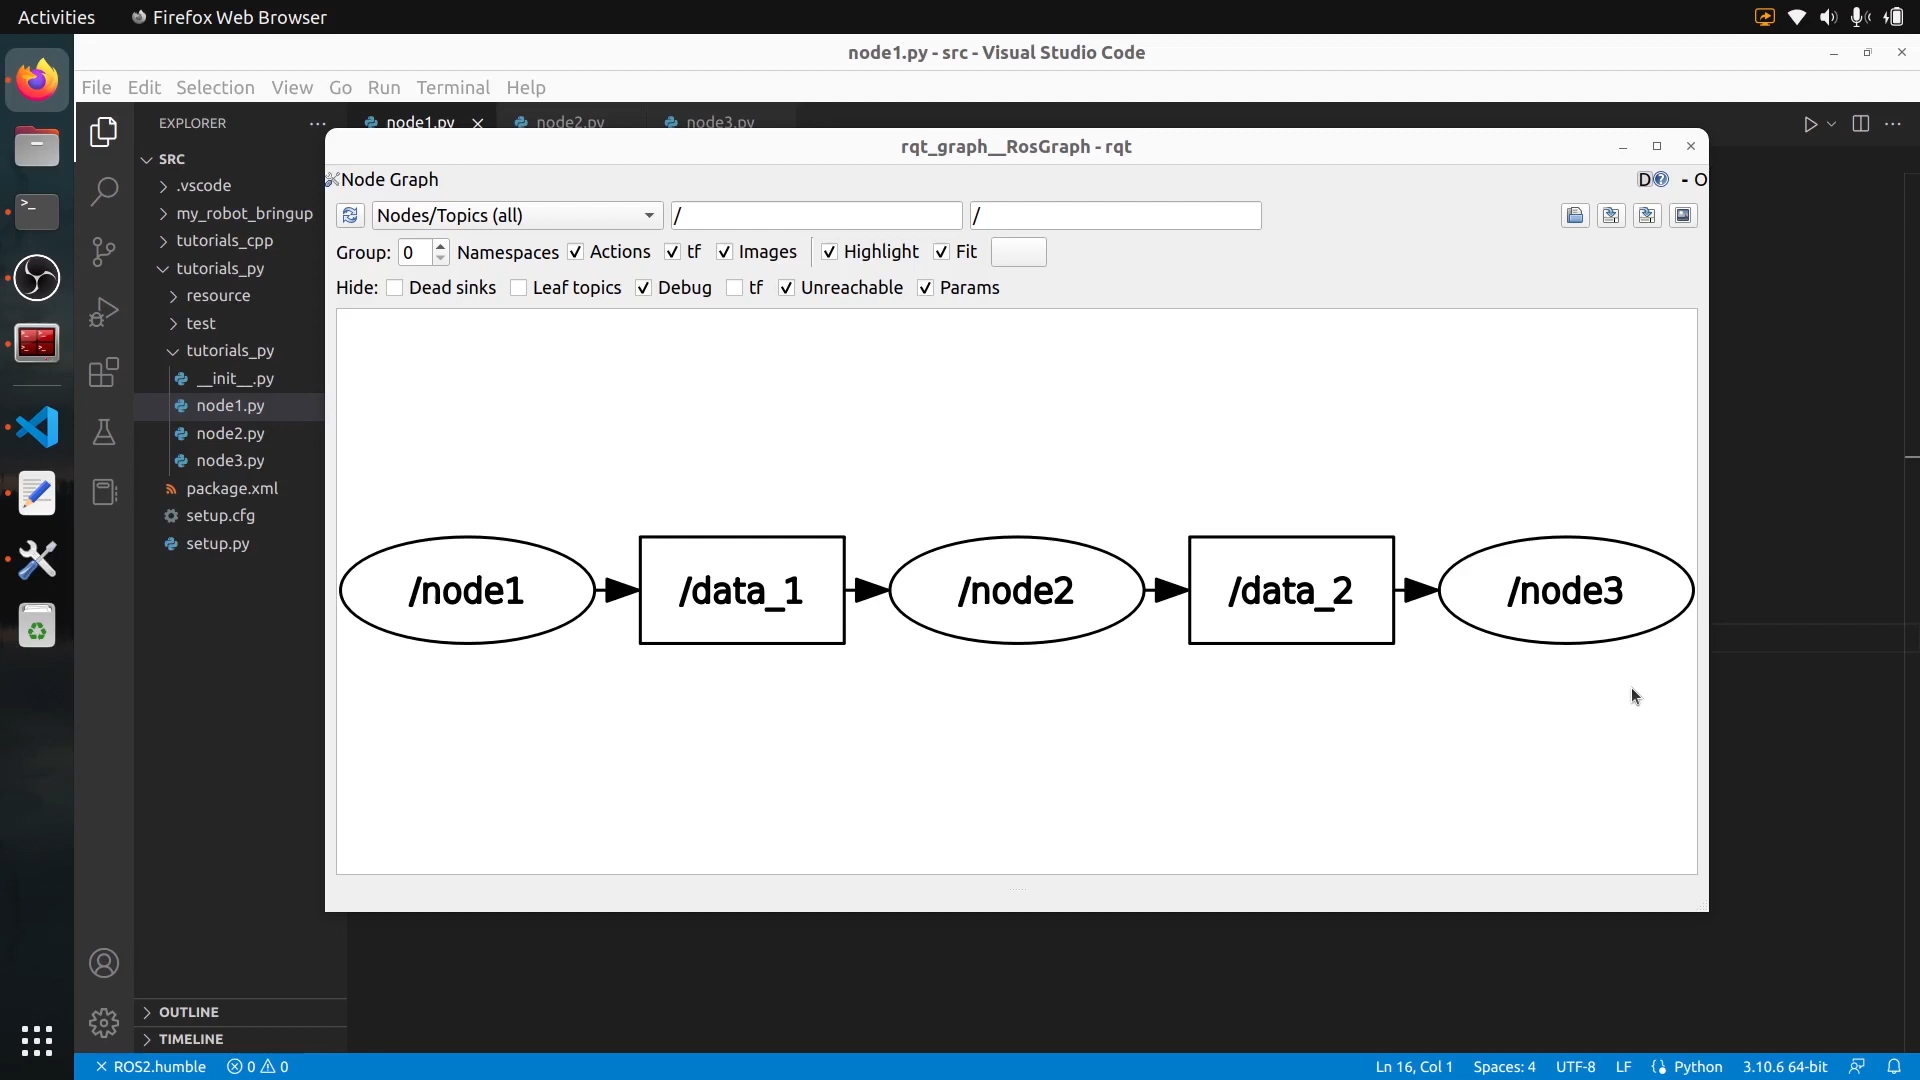 Activities Firefox Web Browser
node1.py - src - Visual Studio Code
File Edit Selection View Go Run Terminal Help
EXPLORER
node1.py node2.py node3.py
rqt_graph__RosGraph - rqt
SRC
Node Graph D - O
.vscode
my_robot_bringup
Nodes/Topics (all) / /
tutorials_cpp
Group: 0 Namespaces Actions tf Images Highlight Fit
tutorials_py
Hide: Dead sinks Leaf topics Debug tf Unreachable Params
resource
test
tutorials_py
__init__.py
node1.py
node2.py
node3.py
package.xml
setup.cfg
setup.py
/node1 /data_1 /node2 /data_2 /node3
OUTLINE
TIMELINE
ROS2.humble 0 0 Ln 16, Col 1 Spaces: 4 UTF-8 LF Python 3.10.6 64-bit